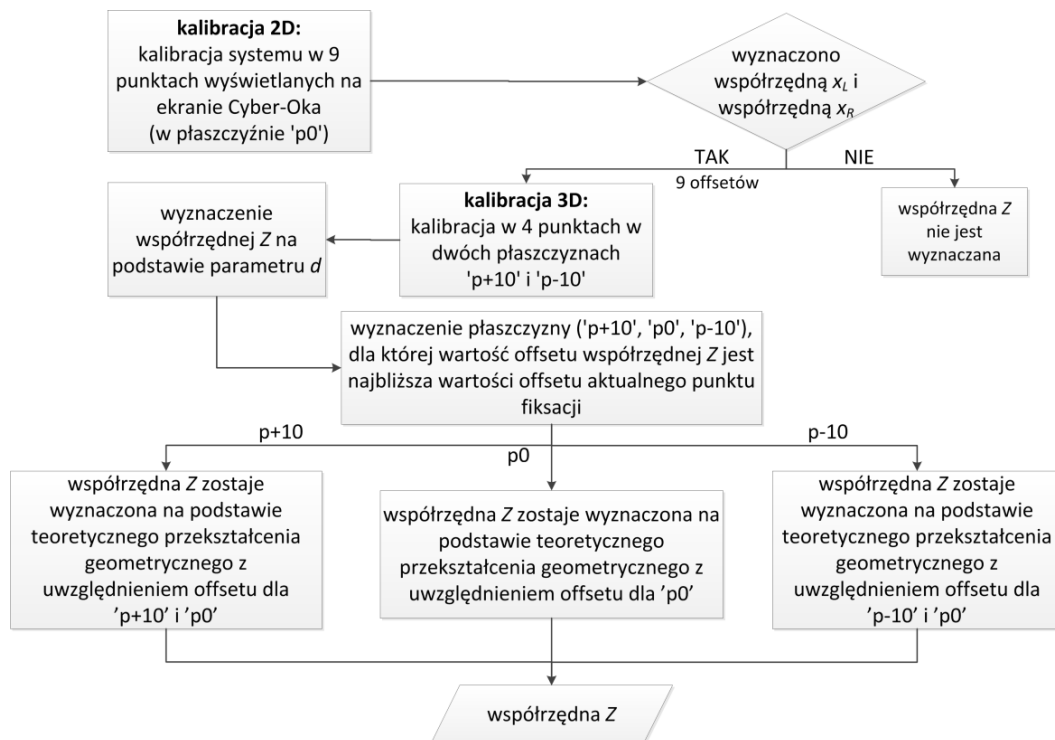 kalibracja 2D:
kalibracja systemu w 9
punktach wyświetlanych na
ekranie Cyber-Oka
(w płaszczyźnie 'p0')
wyznaczono
współrzędną x_L i
współrzędną x_R
TAK
NIE
9 offsetów
kalibracja 3D:
kalibracja w 4 punktach w
dwóch płaszczyznach
'p+10' i 'p-10'
współrzędna Z
nie jest
wyznaczana
wyznaczenie
współrzędnej Z na
podstawie parametru d
wyznaczenie płaszczyzny ('p+10', 'p0', 'p-10'),
dla której wartość offsetu współrzędnej Z jest
najbliższa wartości offsetu aktualnego punktu
fiksacji
p+10
p0
p-10
współrzędna Z zostaje
wyznaczona na podstawie
teoretycznego przekształcenia
geometrycznego z
uwzględnieniem offsetu dla
’p+10’ i ’p0’
współrzędna Z zostaje wyznaczona na
podstawie teoretycznego
przekształcenia geometrycznego z
uwzględnieniem offsetu dla ’p0’
współrzędna Z zostaje
wyznaczona na podstawie
teoretycznego przekształcenia
geometrycznego z
uwzględnieniem offsetu dla
’p-10’ i ’p0’
współrzędna Z